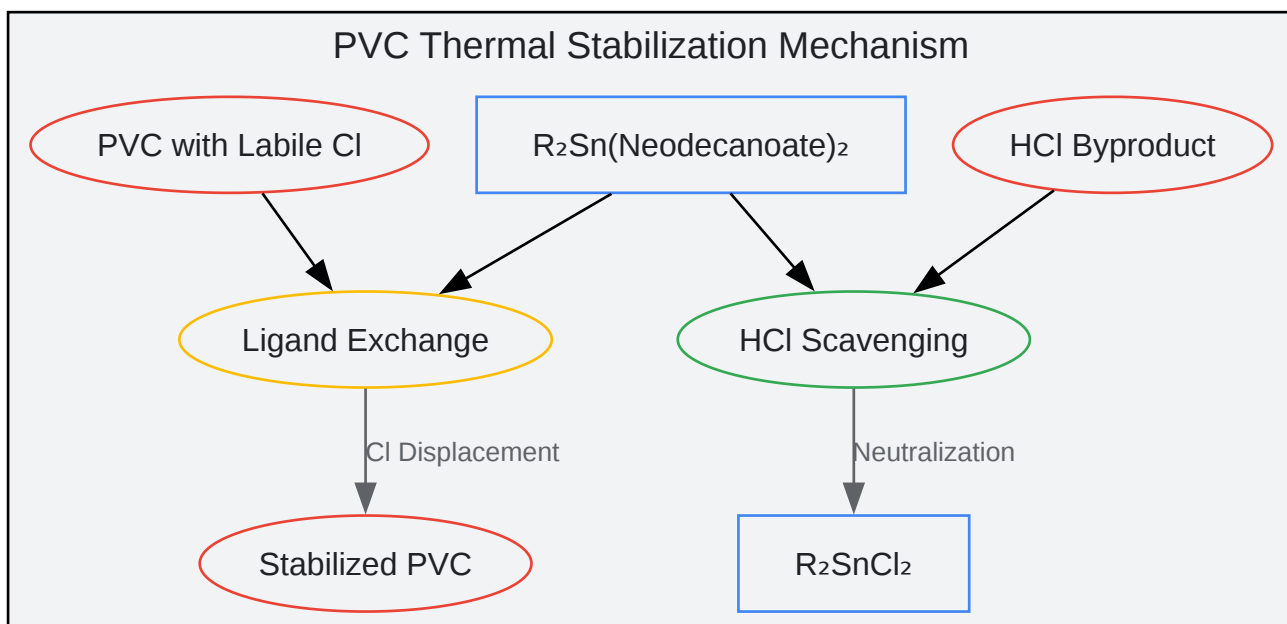 PVC Thermal Stabilization Mechanism
PVC with Labile Cl
R₂Sn(Neodecanoate)₂
HCl Byproduct
Ligand Exchange
HCl Scavenging
Cl Displacement
Neutralization
Stabilized PVC
R₂SnCl₂